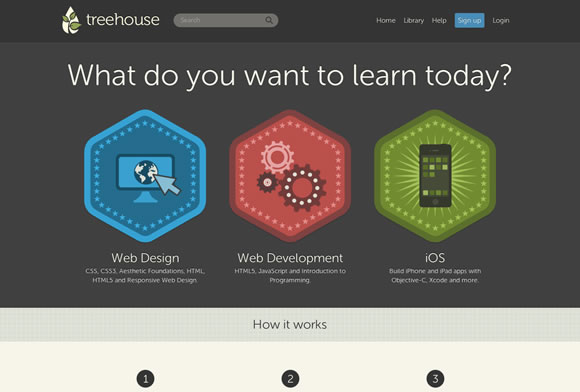 treehouse
Search
Home Library Help Sign up Login
What do you want to learn today?
Web Design
CSS, CSS3, Aesthetic Foundations, HTML,
HTML5 and Responsive Web Design.
Web Development
HTML5, JavaScript and Introduction to
Programming.
iOS
Build iPhone and iPad apps with
Objective-C, Xcode and more.
How it works
1 2 3